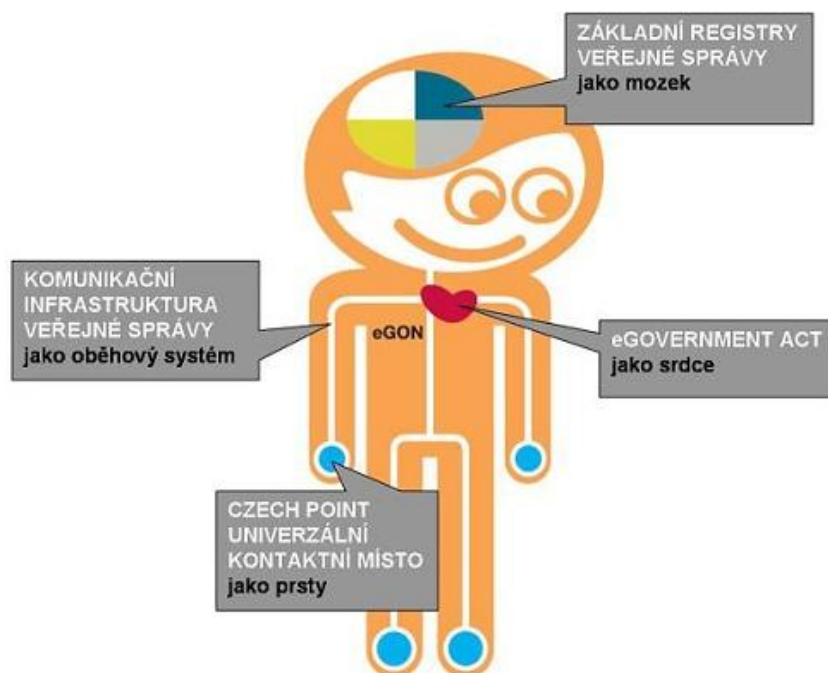 ZÁKLADNÍ REGISTRY
VEŘEJNÉ SPRÁVY
jako mozek
KOMUNIKAČNÍ
INFRASTRUKTURA
VEŘEJNÉ SPRÁVY
jako oběhový systém
eGON
eGOVERNMENT ACT
jako srdce
CZECH POINT
UNIVERZÁLNÍ
KONTAKTNÍ MÍSTO
jako prsty